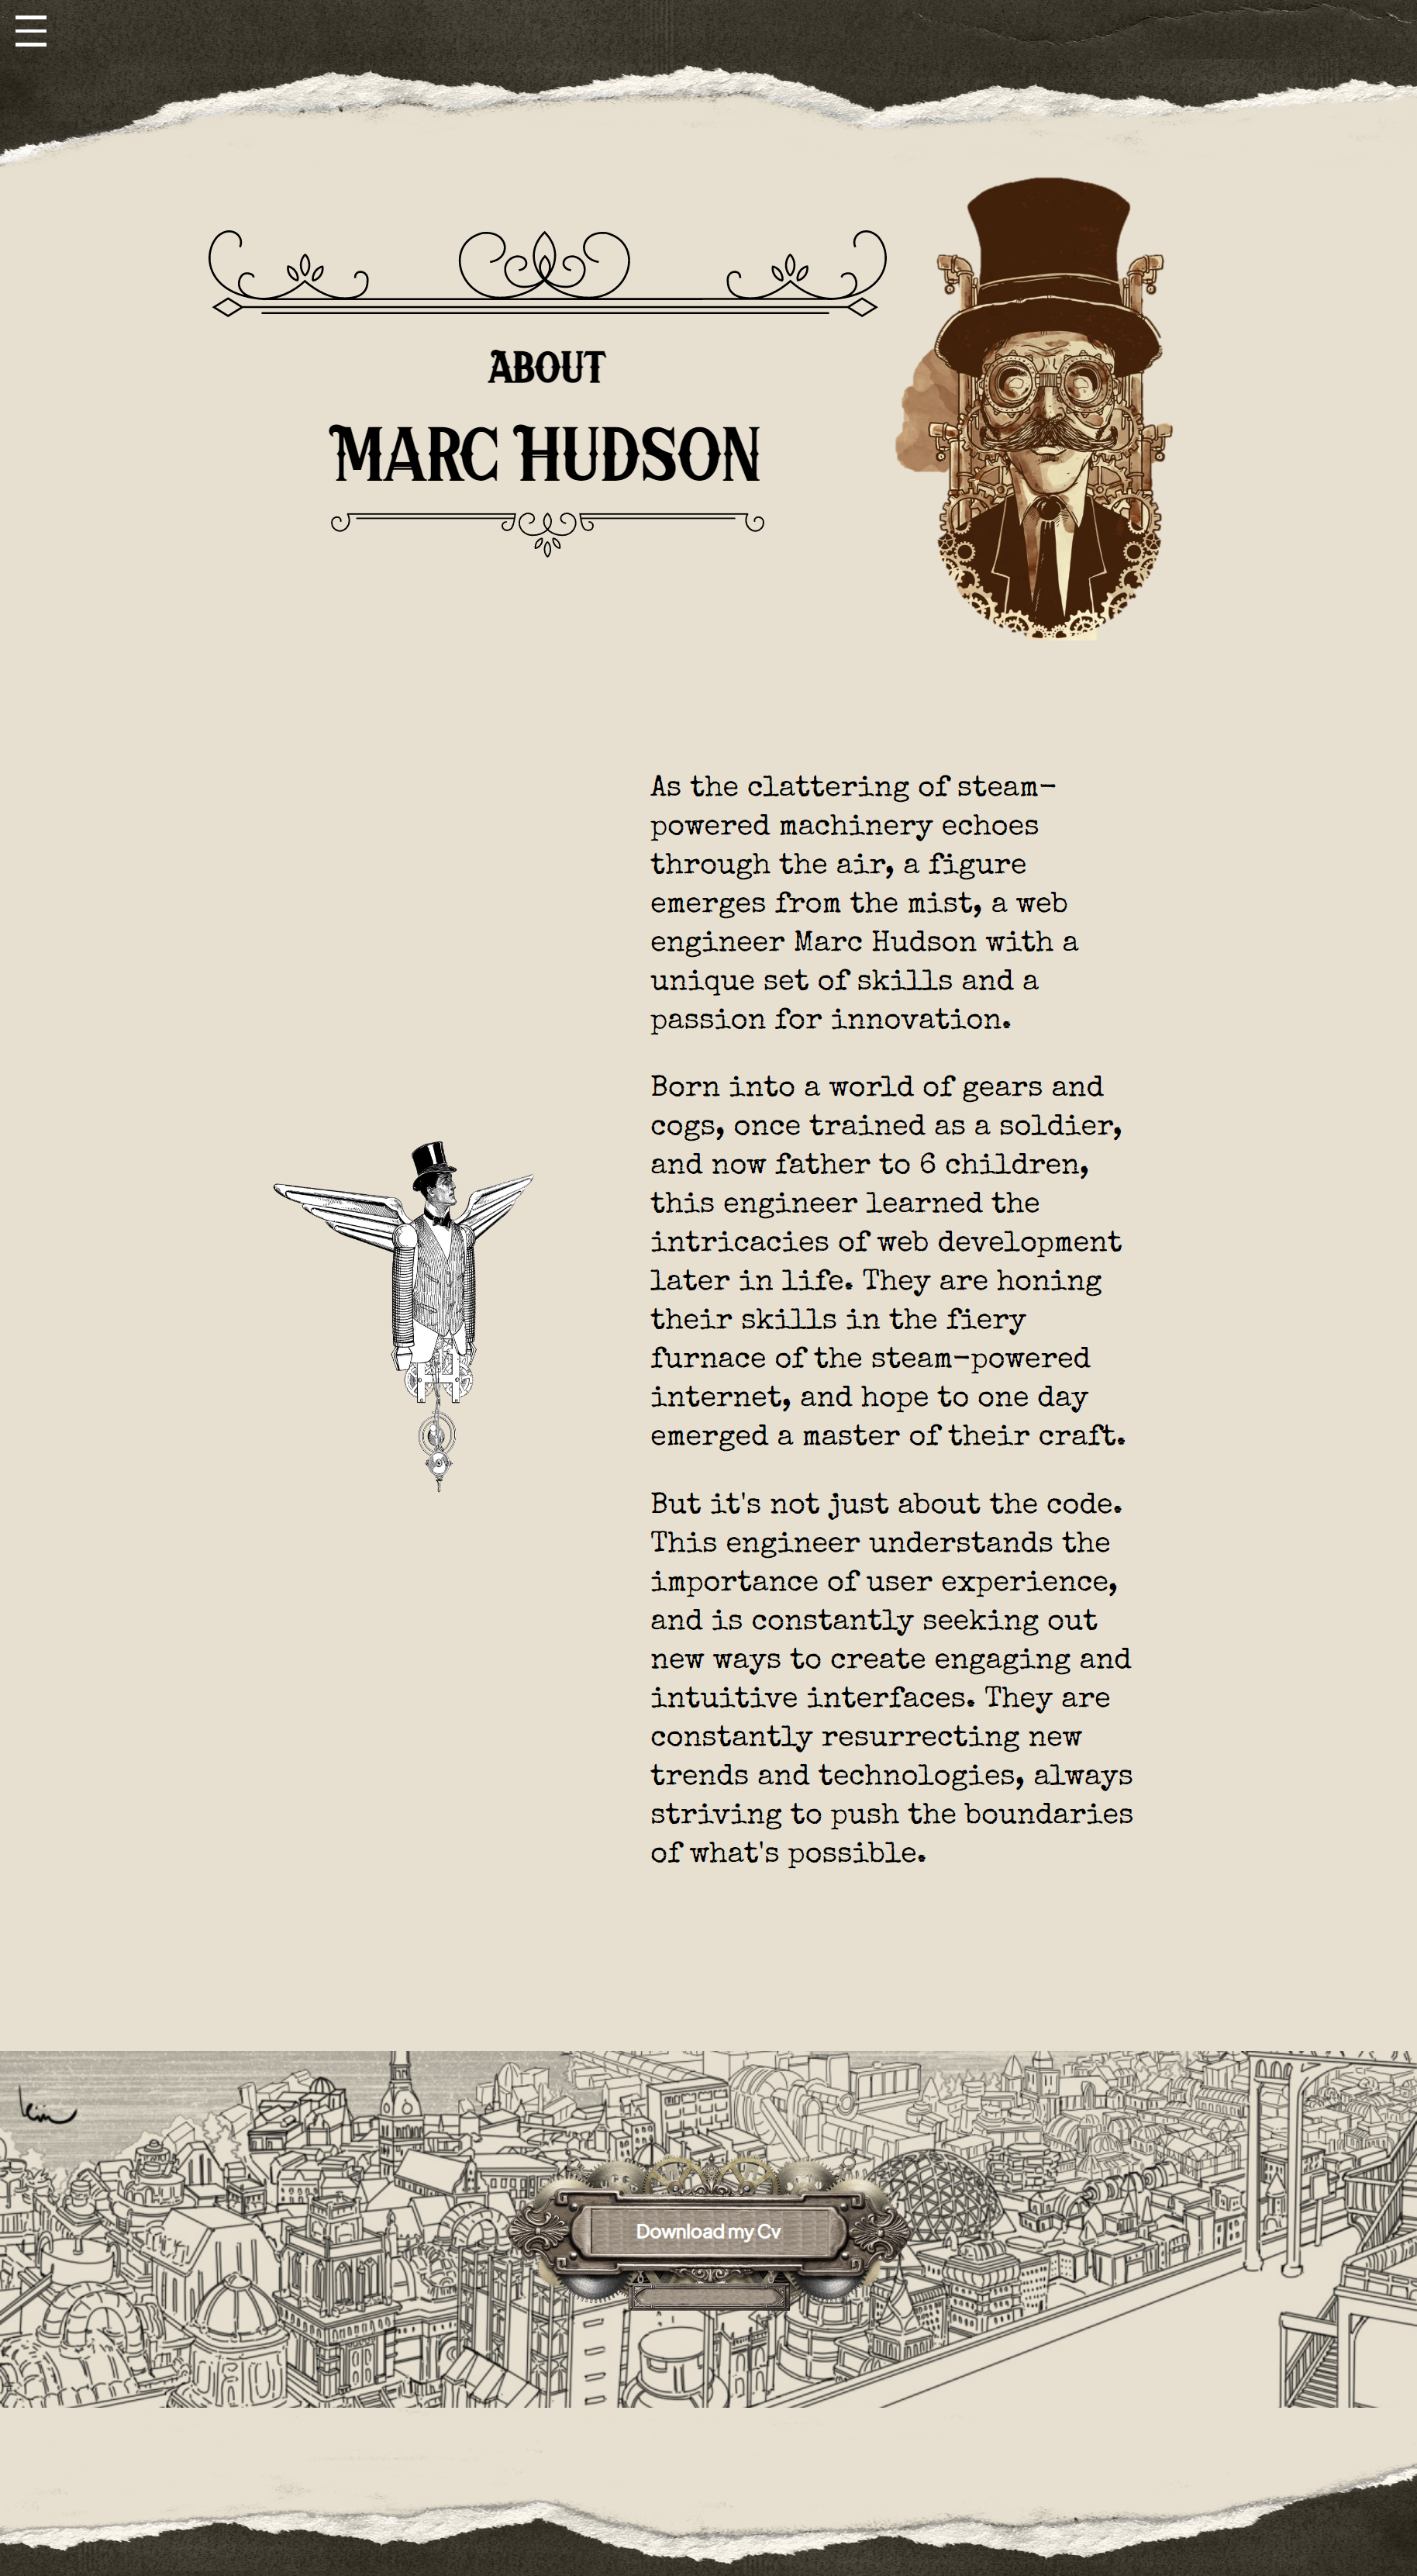 ABOUT
MARC HUDSON
As the clattering of steam-
powered machinery echoes
through the air, a figure
emerges from the mist, a web
engineer Marc Hudson with a
unique set of skills and a
passion for innovation.
Born into a world of gears and
cogs, once trained as a soldier,
and now father to 6 children,
this engineer learned the
intricacies of web development
later in life. They are honing
their skills in the fiery
furnace of the steam-powered
internet, and hope to one day
emerged a master of their craft.
But it's not just about the code.
This engineer understands the
importance of user experience,
and is constantly seeking out
new ways to create engaging and
intuitive interfaces. They are
constantly resurrecting new
trends and technologies, always
striving to push the boundaries
of what's possible.
Download my Cv